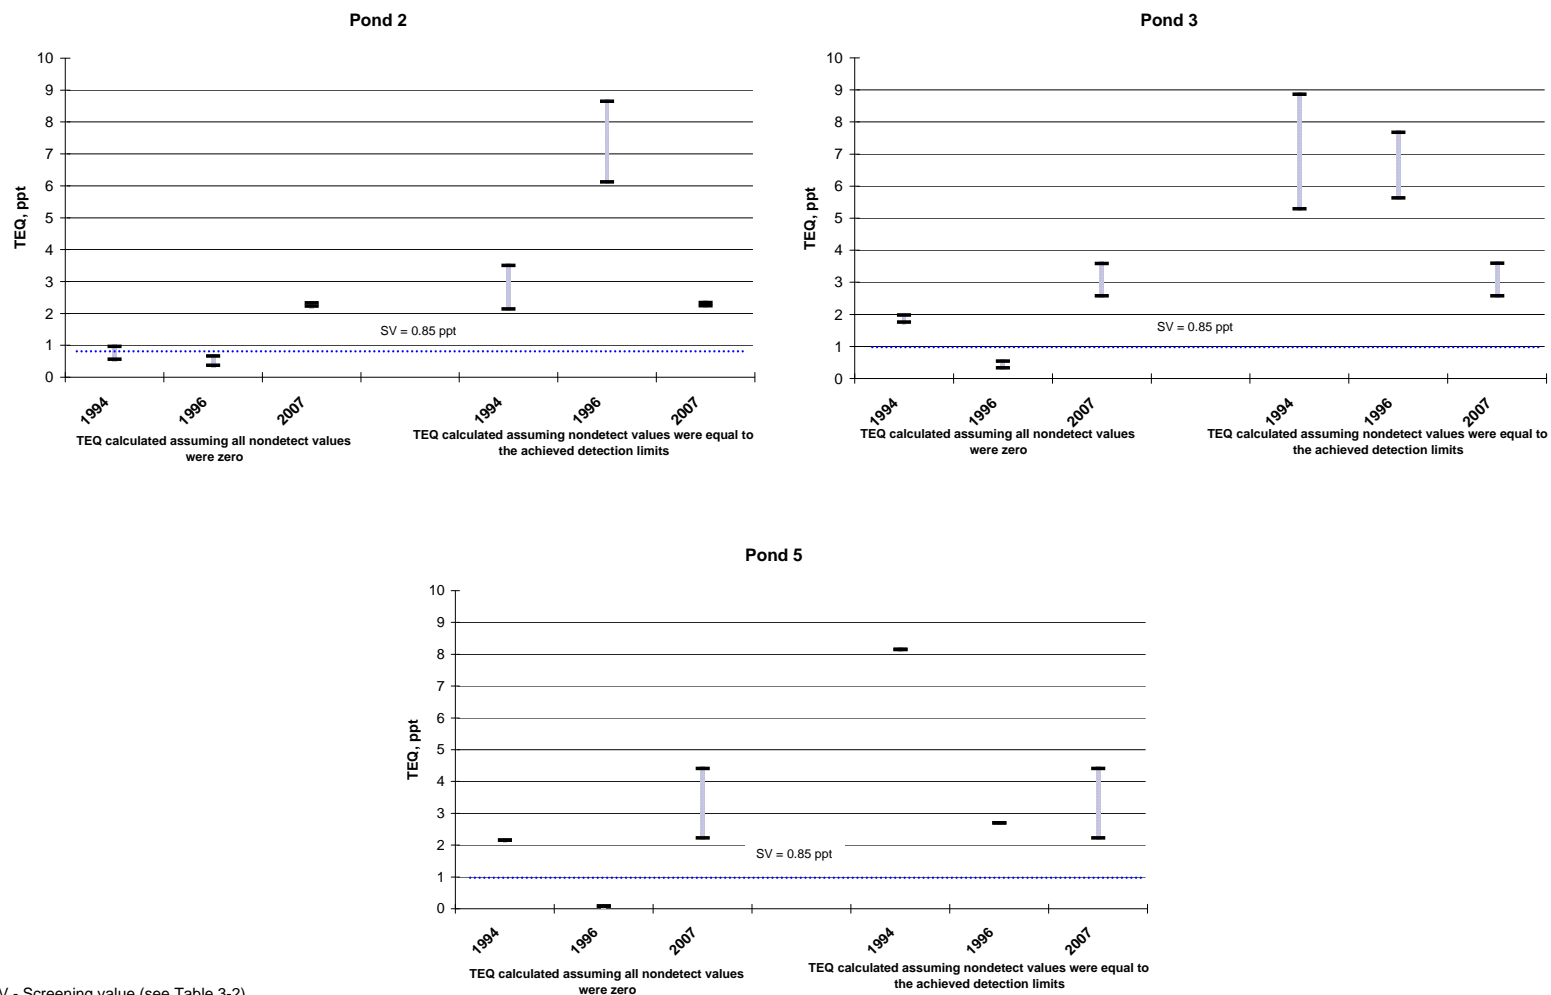 Pond 2
10
9
8
7
6
5
4
3
2
1
0
TEQ, ppt
SV = 0.85 ppt
1994
1996
2007
1994
1996
2007
TEQ calculated assuming all nondetect values
were zero
TEQ calculated assuming nondetect values were equal to
the achieved detection limits
Pond 3
10
9
8
7
6
5
4
3
2
1
0
TEQ, ppt
SV = 0.85 ppt
1994
1996
2007
1994
1996
2007
TEQ calculated assuming all nondetect values
were zero
TEQ calculated assuming nondetect values were equal to
the achieved detection limits
Pond 5
10
9
8
7
6
5
4
3
2
1
0
TEQ, ppt
SV = 0.85 ppt
1994
1996
2007
1994
1996
2007
TEQ calculated assuming all nondetect values
were zero
TEQ calculated assuming nondetect values were equal to
the achieved detection limits
V - Screening value (see Table 3-2)